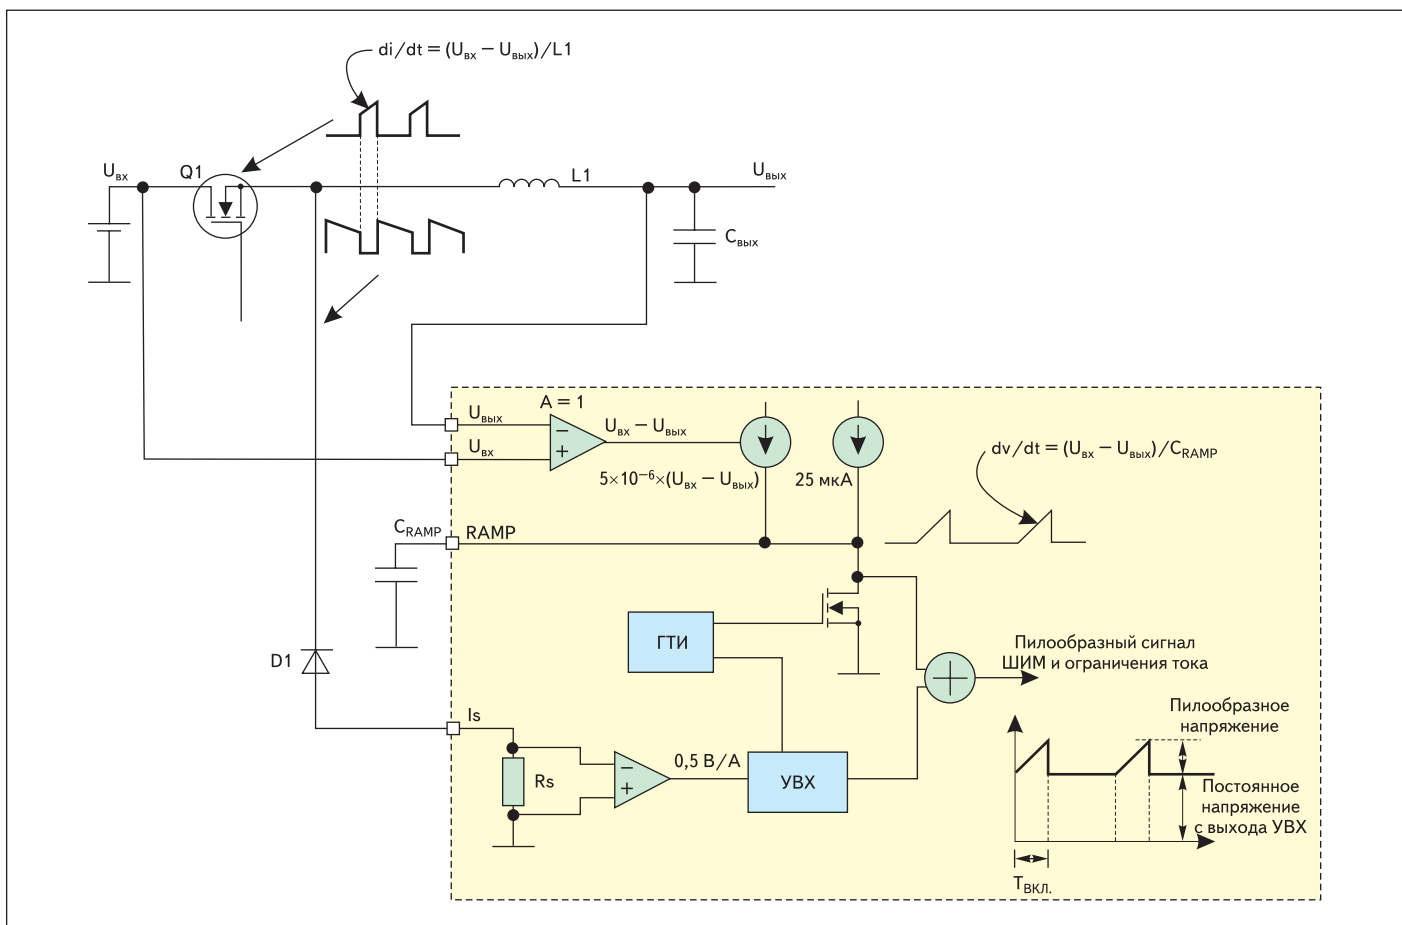 di/dt = (Uвх − Uвых)/L1
Uвх
Q1
L1
Uвых
Cвых
A = 1
Uвых
Uвх
Uвх − Uвых
5×10⁻⁶×(Uвх − Uвых)
25 мкА
dv/dt = (Uвх − Uвых)/CRAMP
CRAMP
RAMP
ГТИ
Пилообразный сигнал
ШИМ и ограничения тока
D1
Is
Rs
0,5 В/А
УВХ
Пилообразное
напряжение
Постоянное
напряжение
с выхода УВХ
TВКЛ.